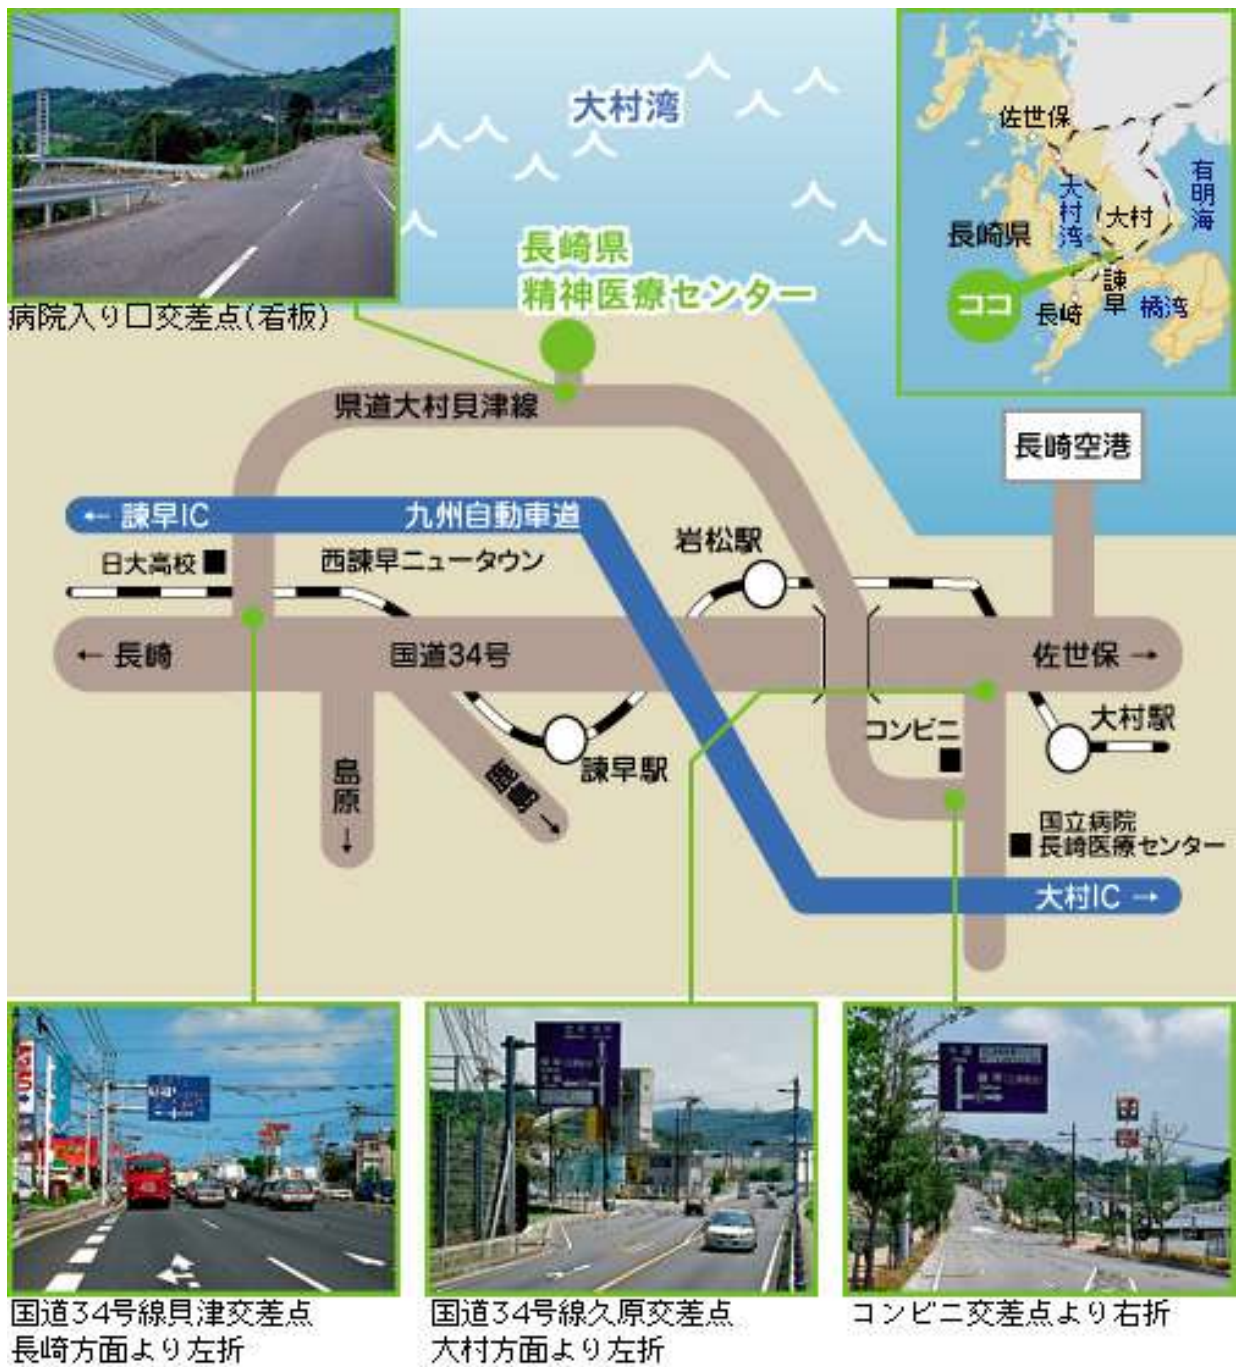 大村湾
佐世保
有明海
大村湾
大村
長崎県
諫早
ココ
長崎
橘湾
長崎県
精神医療センター
病院入り口交差点(看板)
県道大村貝津線
長崎空港
← 諫早IC
九州自動車道
岩松駅
日大高校
西諫早ニュータウン
← 長崎
国道34号
佐世保 →
コンビニ
大村駅
諫早駅
島原
↓
鹿島
→
国立病院
長崎医療センター
大村IC →
国道34号線貝津交差点
長崎方面より左折
国道34号線久原交差点
大村方面より左折
コンビニ交差点より右折